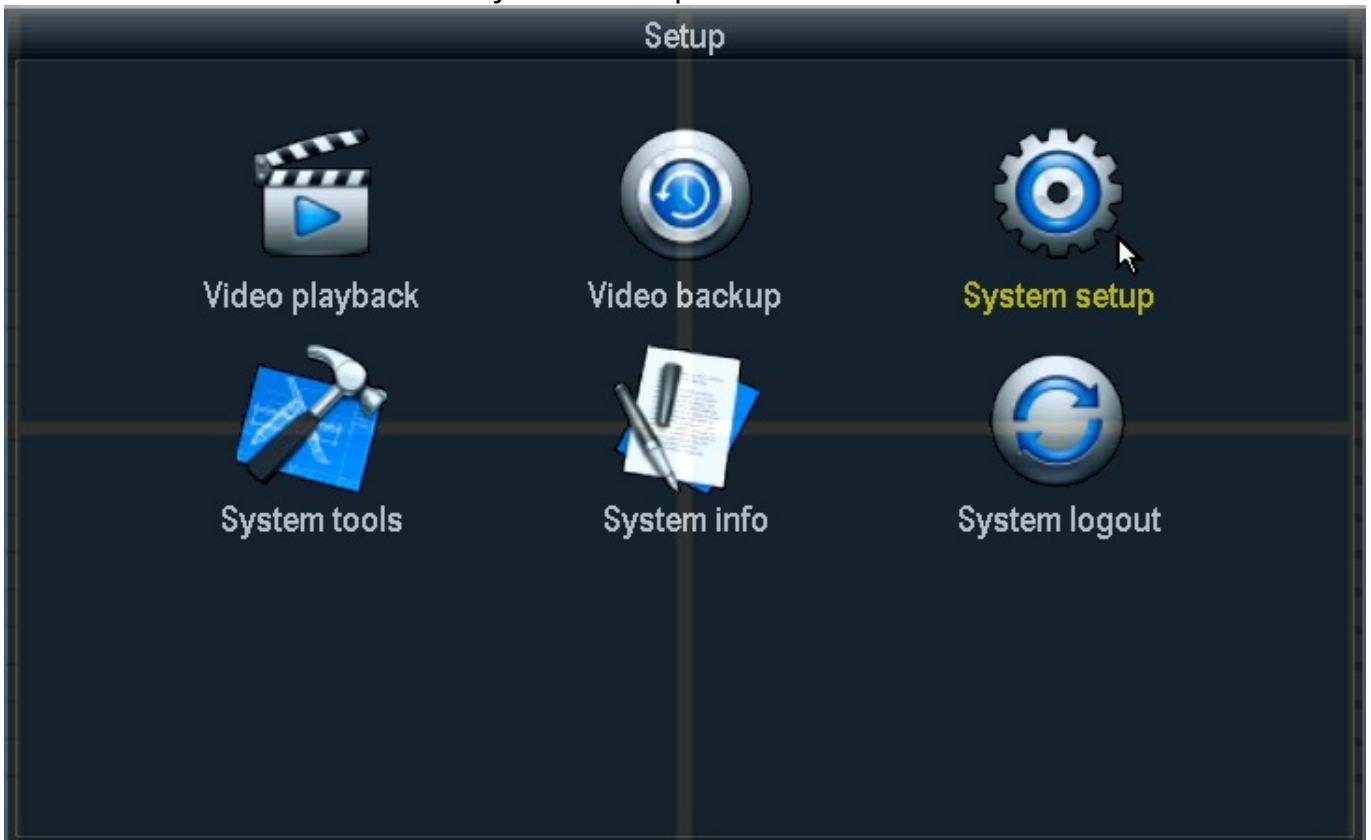 Setup
Video playback
Video backup
System setup
System tools
System info
System logout